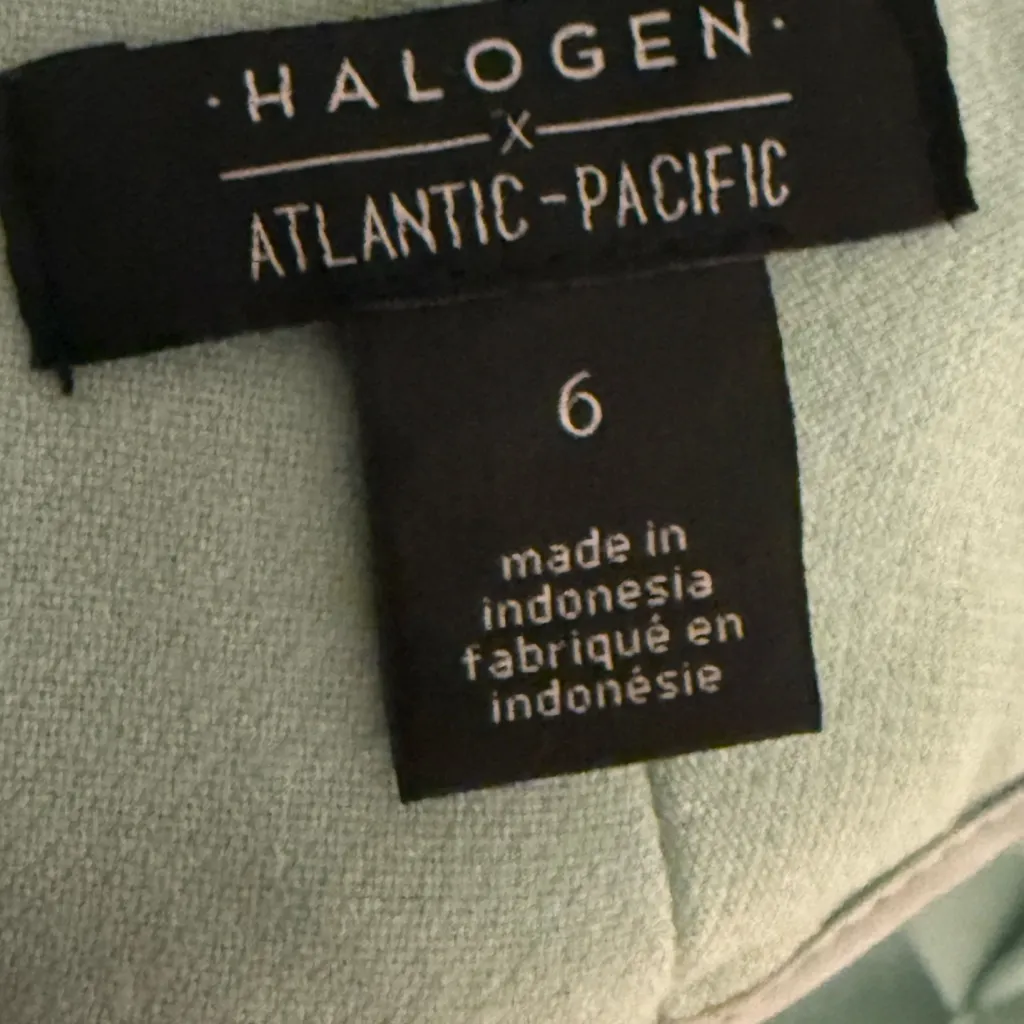 ·HALOGEN·
X
ATLANTIC-PACIFIC
6
made in
indonesia
fabriqué en
indonésie